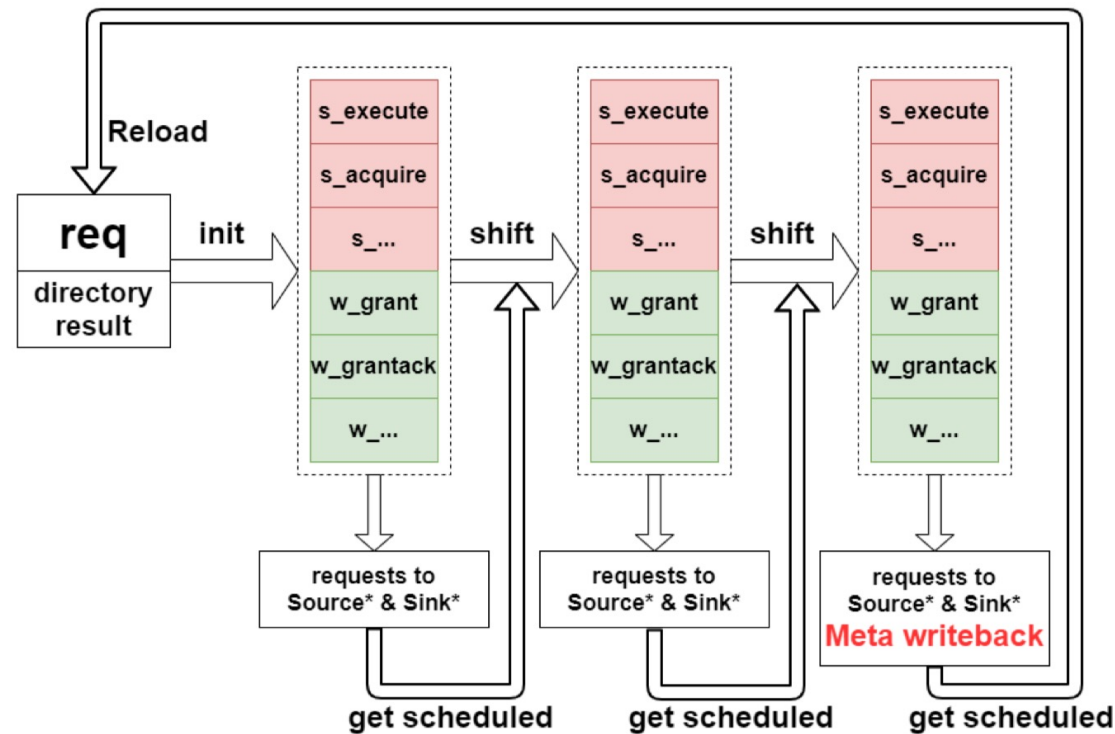 Reload
req
directory
result
init
s_execute
s_acquire
s_...
w_grant
w_grantack
w_...
shift
s_execute
s_acquire
s_...
w_grant
w_grantack
w_...
shift
s_execute
s_acquire
s_...
w_grant
w_grantack
w_...
requests to
Source* & Sink*
get scheduled
requests to
Source* & Sink*
get scheduled
requests to
Source* & Sink*
Meta writeback
get scheduled